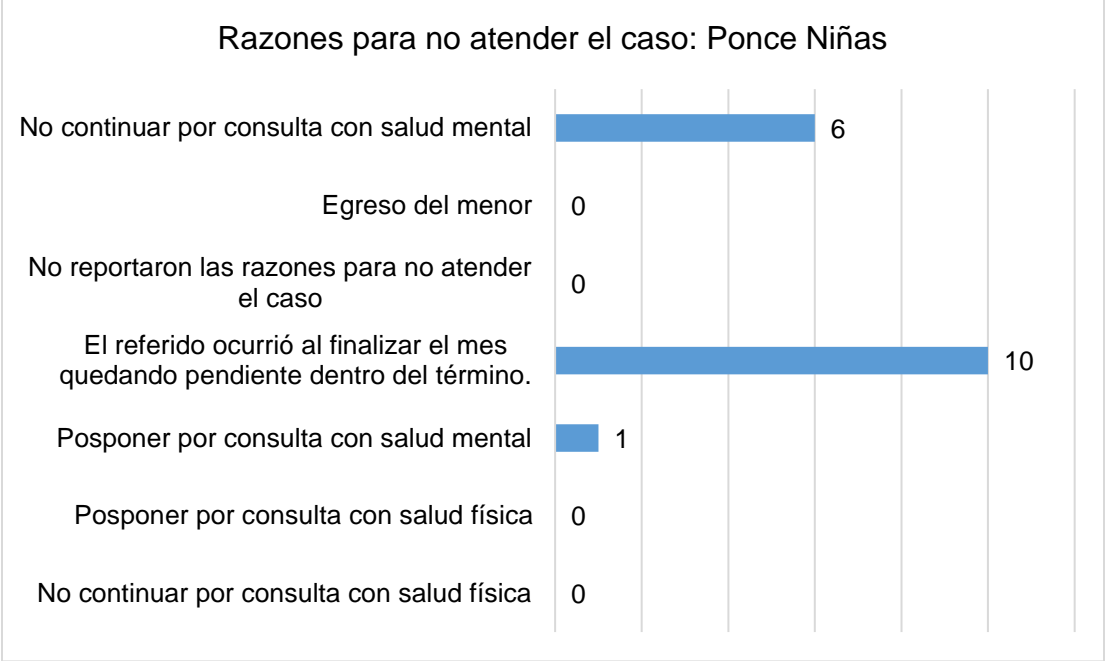 Razones para no atender el caso: Ponce Niñas
No continuar por consulta con salud mental
6
Egreso del menor
0
No reportaron las razones para no atender
el caso
0
El referido ocurrió al finalizar el mes
quedando pendiente dentro del término.
10
Posponer por consulta con salud mental
1
Posponer por consulta con salud física
0
No continuar por consulta con salud física
0